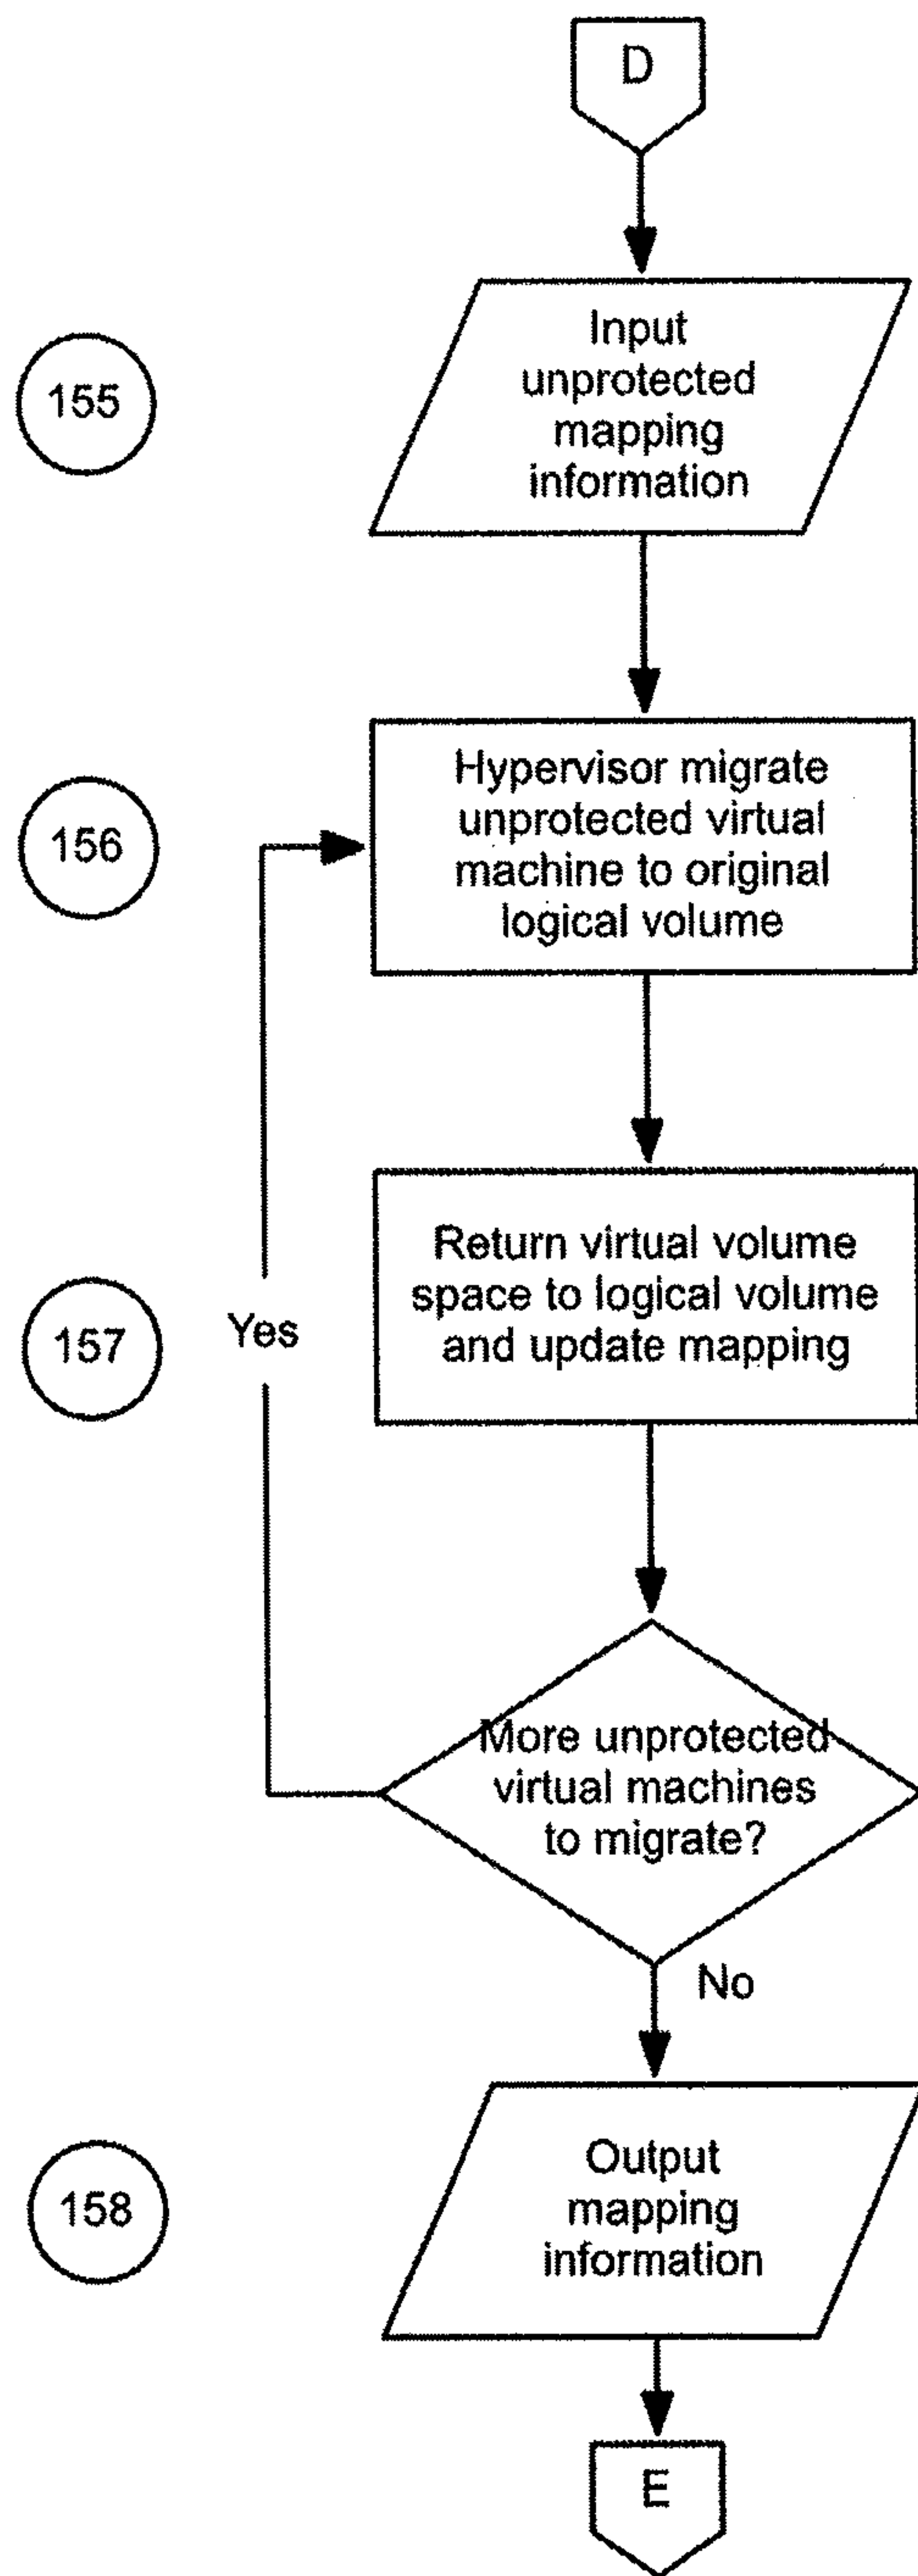 D
155
Input
unprotected
mapping
information
156
Hypervisor migrate
unprotected virtual
machine to original
logical volume
157
Return virtual volume
space to logical volume
and update mapping
Yes
More unprotected
virtual machines
to migrate?
No
158
Output
mapping
information
E